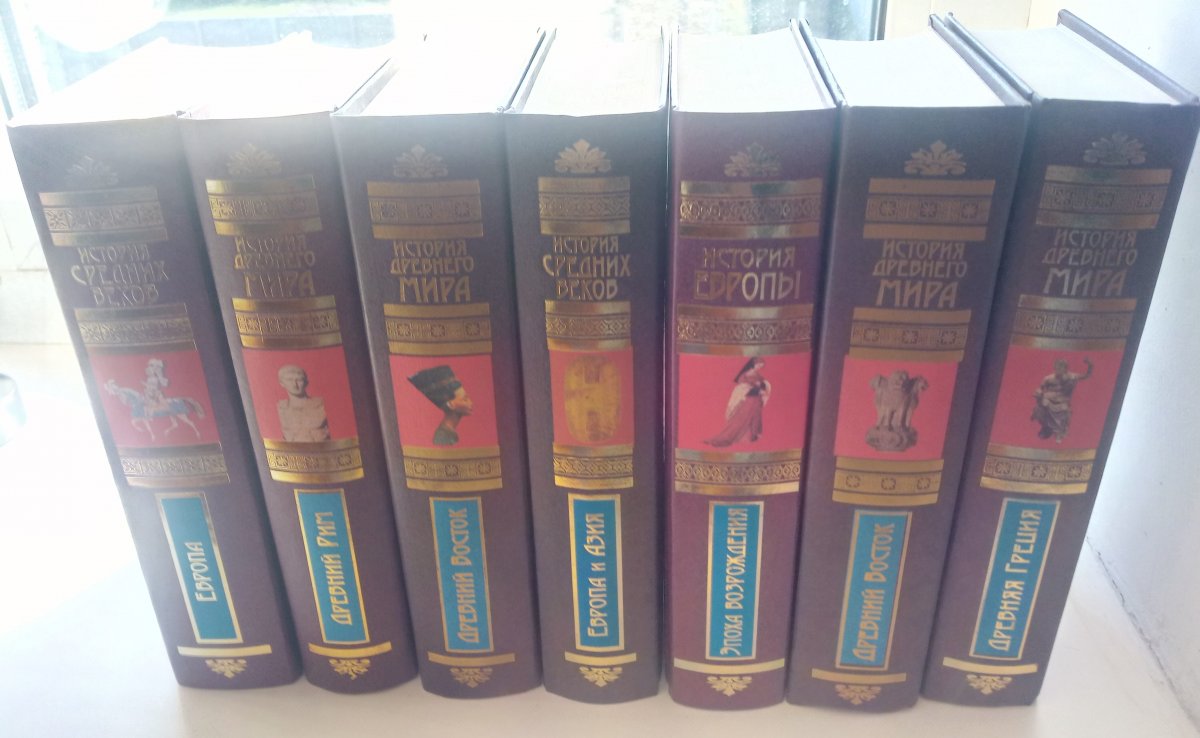 ИСТОРИЯ
СРЕДНИХ
ВЕКОВ
ЕВРОПА
ИСТОРИЯ
ДРЕВНЕГО
МИРА
ДРЕВНИЙ РИМ
ИСТОРИЯ
ДРЕВНЕГО
МИРА
ДРЕВНИЙ ВОСТОК
ИСТОРИЯ
СРЕДНИХ
ВЕКОВ
ЕВРОПА И АЗИЯ
ИСТОРИЯ
ЕВРОПЫ
ЭПОХА ВОЗРОЖДЕНИЯ
ИСТОРИЯ
ДРЕВНЕГО
МИРА
ДРЕВНИЙ ВОСТОК
ИСТОРИЯ
ДРЕВНЕГО
МИРА
ДРЕВНЯЯ ГРЕЦИЯ